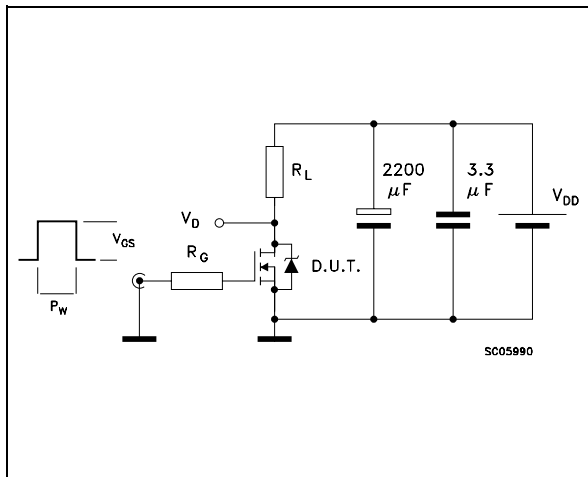 R_L
2200
μF
3.3
μF
V_DD
V_D
V_GS
R_G
D.U.T.
P_W
SC05990